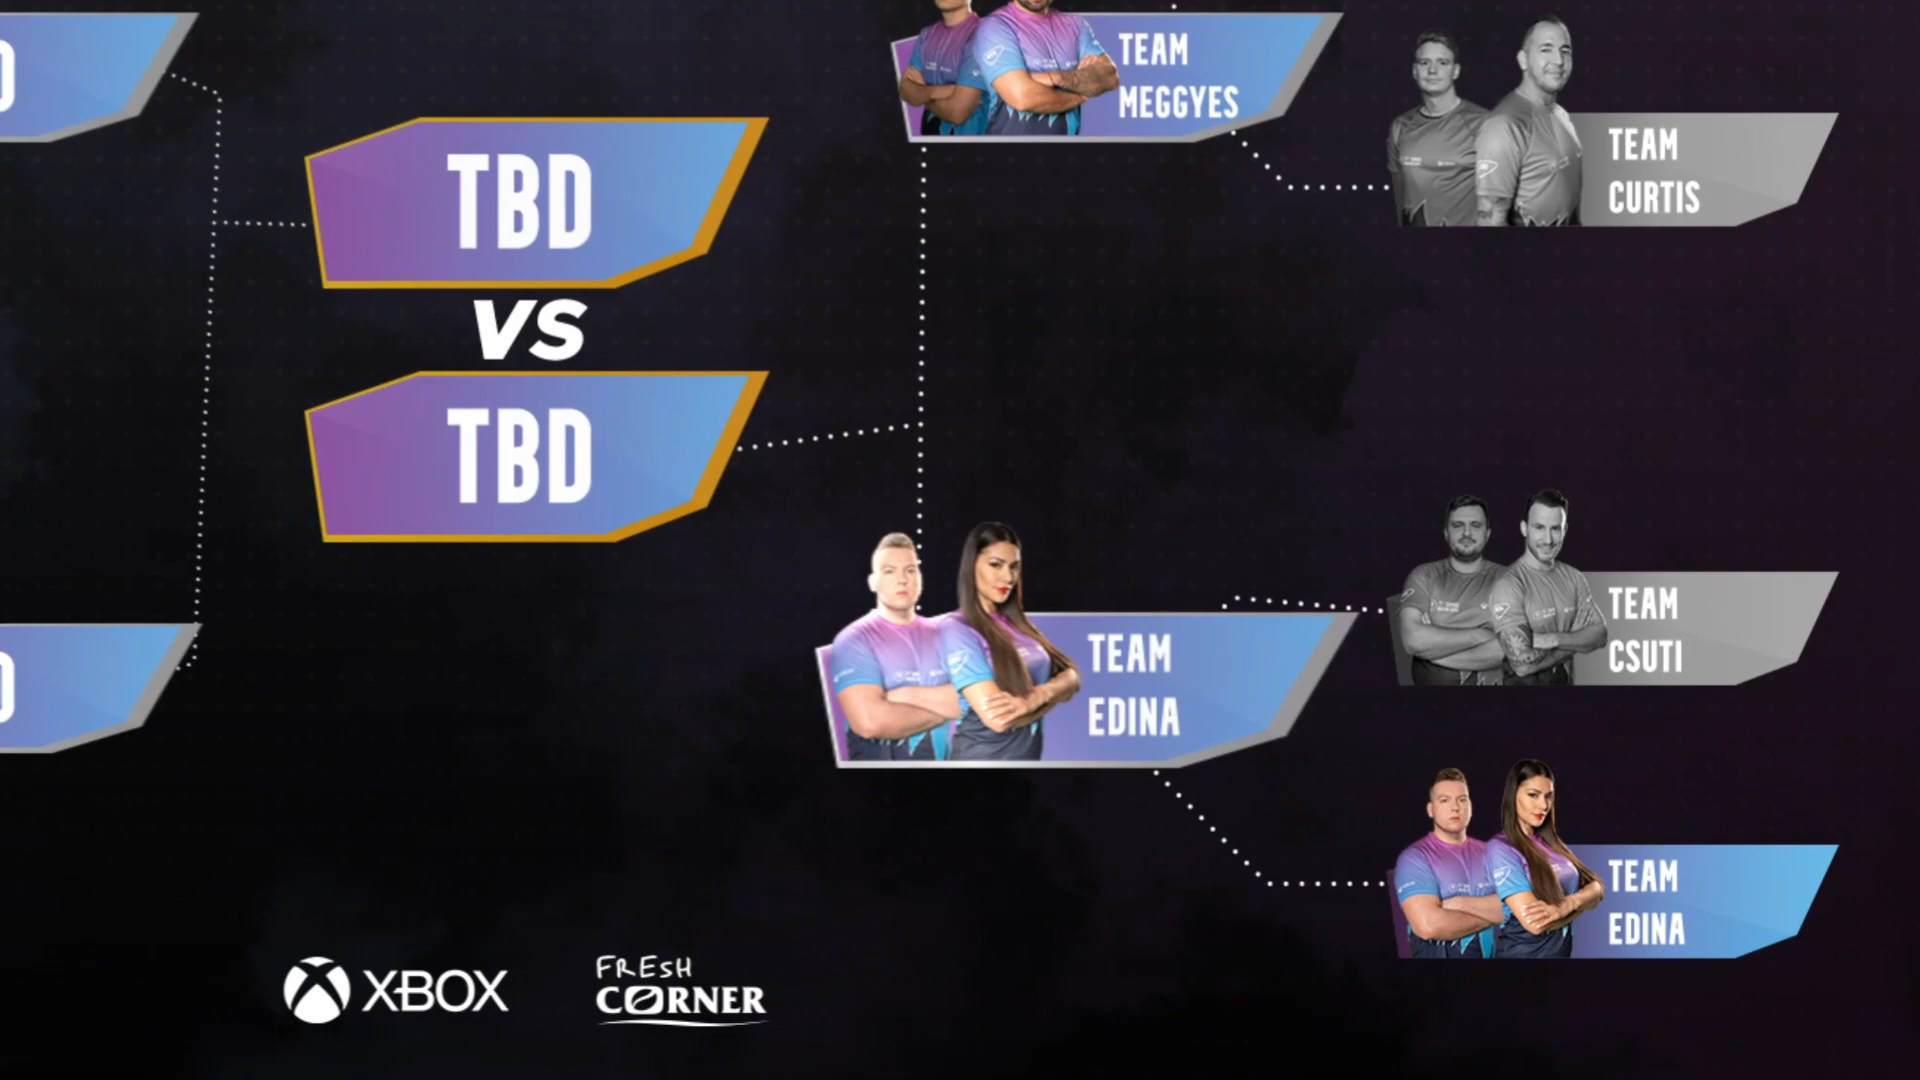 TEAM
MEGGYES
TEAM
CURTIS
TBD
VS
TBD
TEAM
EDINA
TEAM
CSUTI
TEAM
EDINA
XBOX
FRESH
CORNER